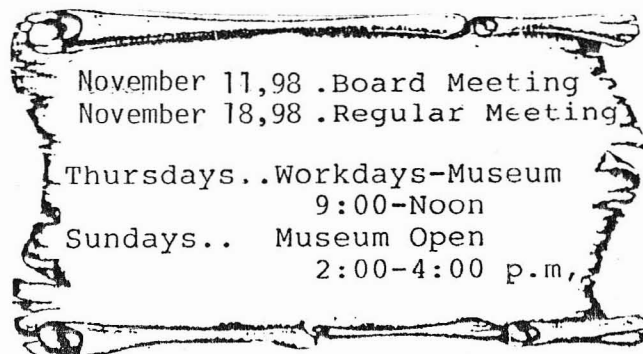 November 11,98 .Board Meeting
November 18,98 .Regular Meeting
Thursdays..Workdays-Museum
9:00-Noon
Sundays.. Museum Open
2:00-4:00 p.m,